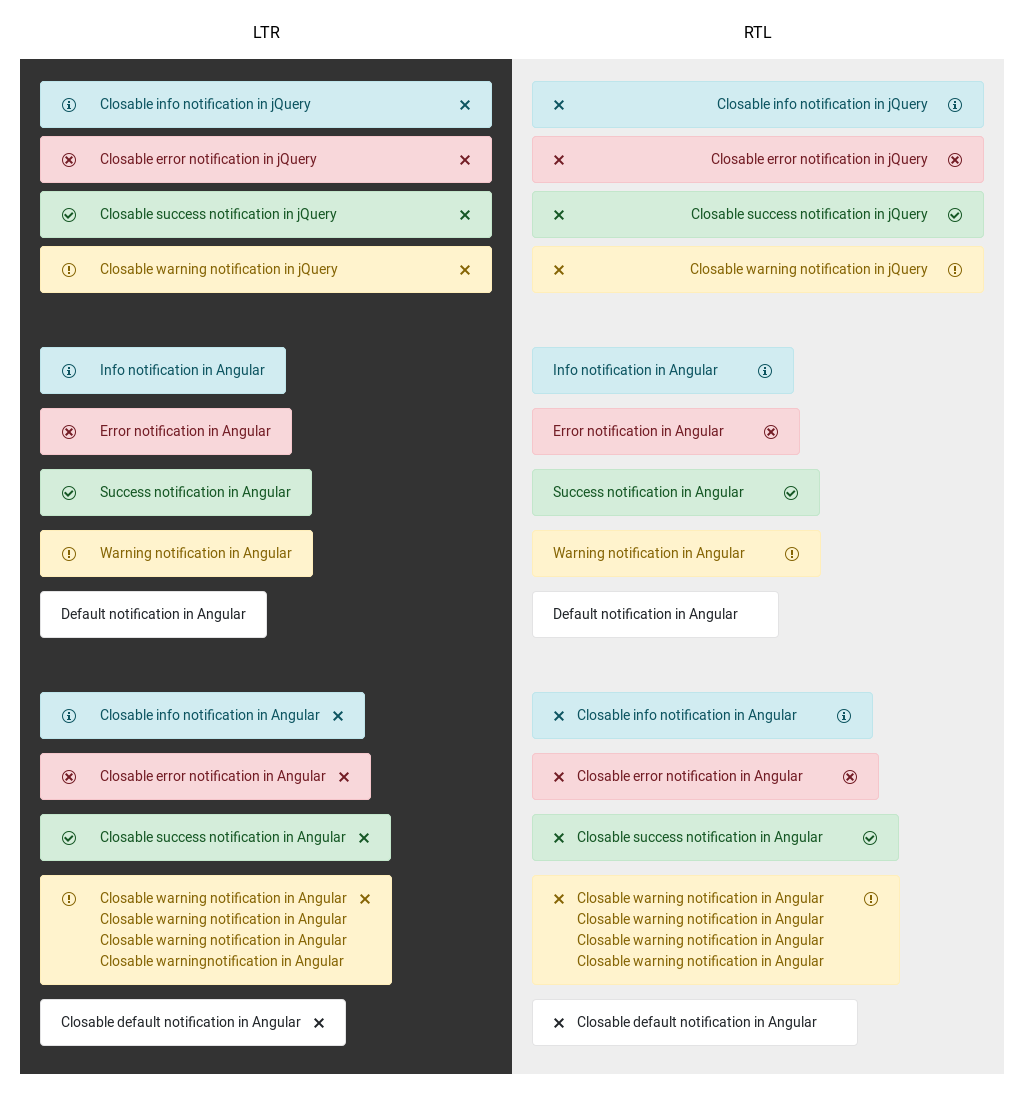 LTR
Closable info notification in jQuery
Closable error notification in jQuery
Closable success notification in jQuery
Closable warning notification in jQuery
Info notification in Angular
Error notification in Angular
Success notification in Angular
Warning notification in Angular
Default notification in Angular
Closable info notification in Angular
Closable error notification in Angular
Closable success notification in Angular
Closable warning notification in Angular
Closable warning notification in Angular
Closable warning notification in Angular
Closable warningnotification in Angular
Closable default notification in Angular
RTL
Closable info notification in jQuery
Closable error notification in jQuery
Closable success notification in jQuery
Closable warning notification in jQuery
Info notification in Angular
Error notification in Angular
Success notification in Angular
Warning notification in Angular
Default notification in Angular
Closable info notification in Angular
Closable error notification in Angular
Closable success notification in Angular
Closable warning notification in Angular
Closable warning notification in Angular
Closable warning notification in Angular
Closable warning notification in Angular
Closable default notification in Angular